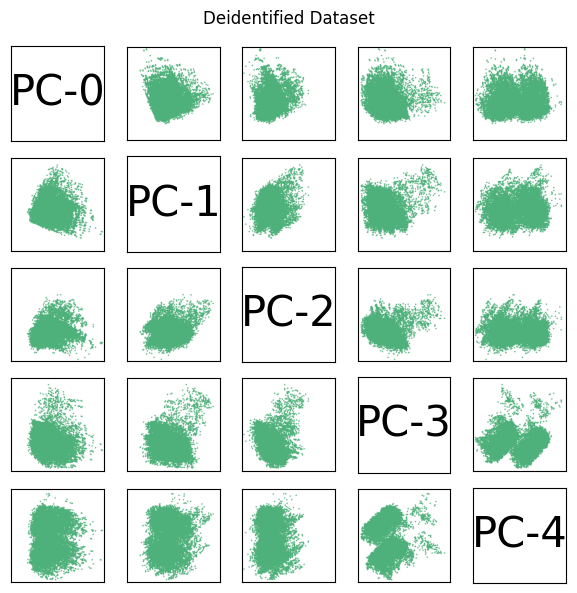 Deidentified Dataset
PC-0
PC-1
PC-2
PC-3
PC-4